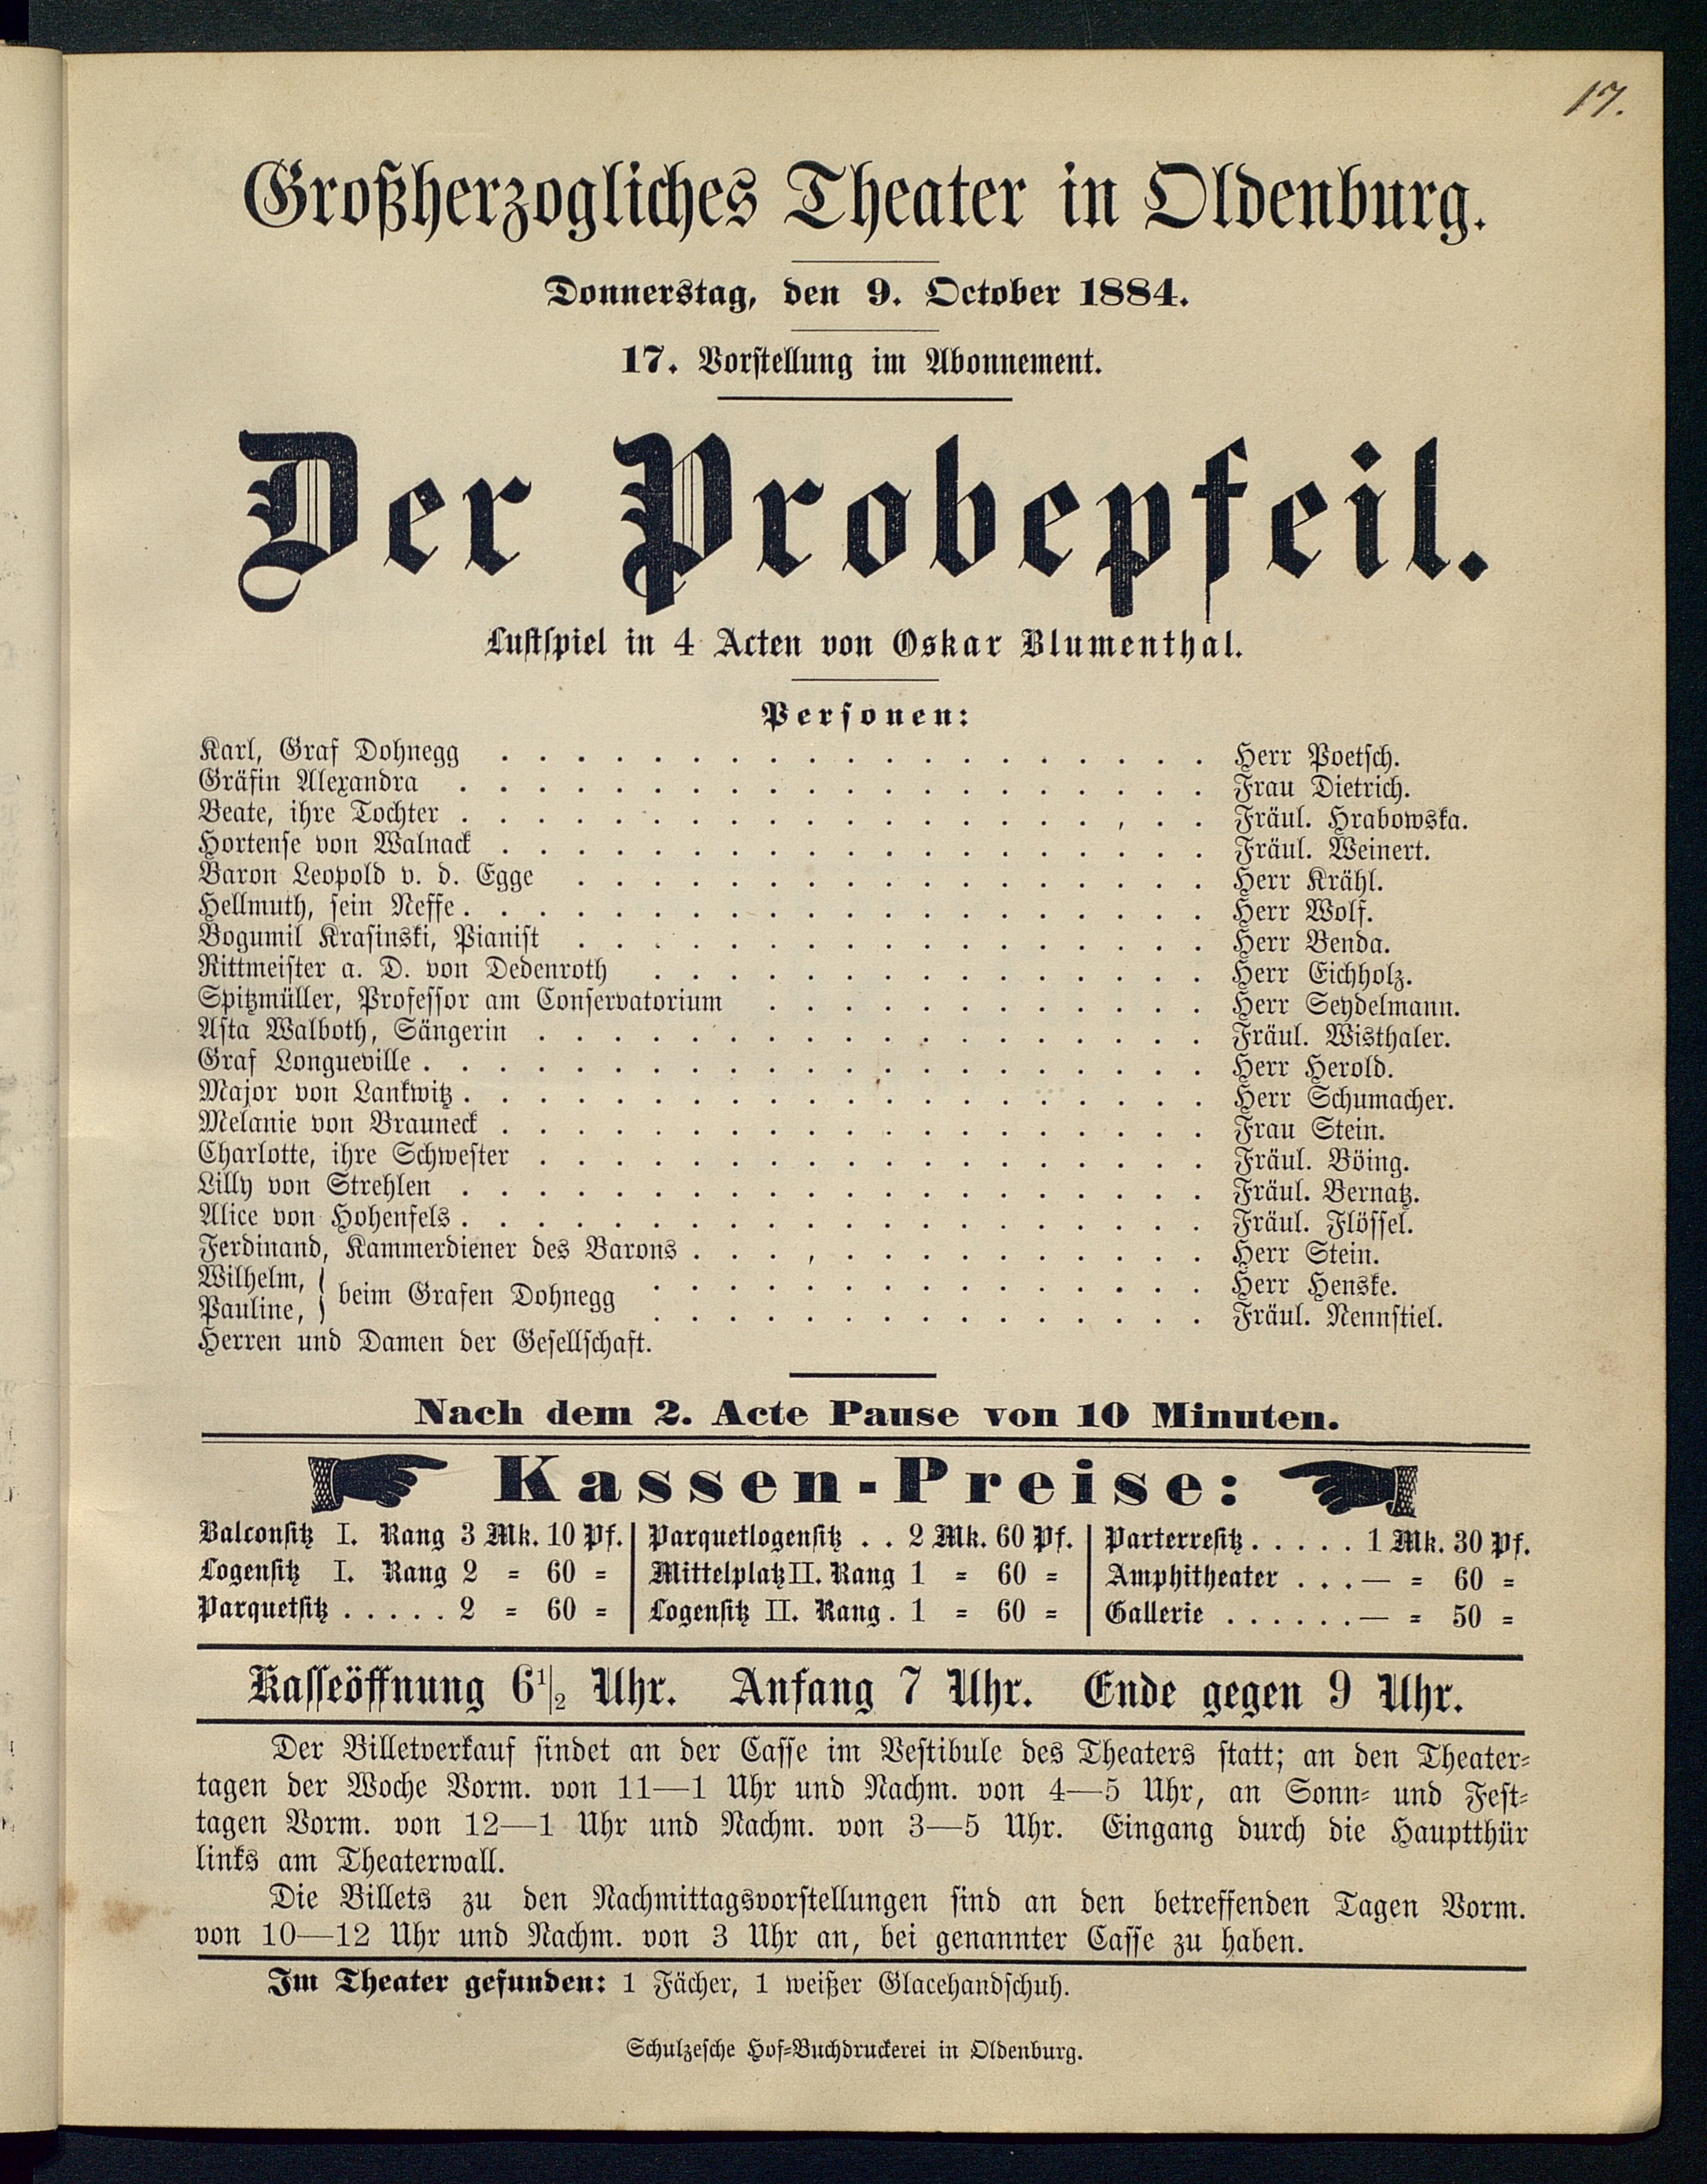 17.
Großherzogliches Theater in Oldenburg.
Donnerstag, den 9. October 1884.
17. Vorstellung im Abonnement.
Der Probepfeil.
Lustspiel in 4 Acten von Oskar Blumenthal.
Personen:
Karl, Graf Dohnegg . . . . . . . . . . . . . . . . . . . Herr Poetsch.
Gräfin Alexandra . . . . . . . . . . . . . . . . . . . . Frau Dietrich.
Beate, ihre Tochter . . . . . . . . . . . . . . . . . , . . Fräul. Hrabowska.
Hortense von Walnack . . . . . . . . . . . . . . . . . . . Fräul. Weinert.
Baron Leopold v. d. Egge . . . . . . . . . . . . . . . . . Herr Krähl.
Hellmuth, sein Neffe . . . . . . . . . . . . . . . . . . . . Herr Wolf.
Bogumil Krasinski, Pianist . . . . . . . . . . . . . . . . . Herr Benda.
Rittmeister a. D. von Dedenroth . . . . . . . . . . . . . . . Herr Eichholz.
Spitzmüller, Professor am Conservatorium . . . . . . . . . . . . Herr Seydelmann.
Asta Walboth, Sängerin . . . . . . . . . . . . . . . . . . Fräul. Wisthaler.
Graf Longueville . . . . . . . . . . . . . . . . . . . . . Herr Herold.
Major von Lankwitz . . . . . . . . . . . . . . . . . . . . Herr Schumacher.
Melanie von Brauneck . . . . . . . . . . . . . . . . . . . Frau Stein.
Charlotte, ihre Schwester . . . . . . . . . . . . . . . . . . Fräul. Böing.
Lilly von Strehlen . . . . . . . . . . . . . . . . . . . . Fräul. Bernatz.
Alice von Hohenfels . . . . . . . . . . . . . . . . . . . . Fräul. Flössel.
Ferdinand, Kammerdiener des Barons . . . , . . . . . . . . . . Herr Stein.
Wilhelm, } beim Grafen Dohnegg . . . . . . . . . . . . . . . Herr Henske.
Pauline, } . . . . . . . . . . . . . . . Fräul. Nennstiel.
Herren und Damen der Gesellschaft.
Nach dem 2. Acte Pause von 10 Minuten.
Kassen-Preise:
Balconsitz I. Rang 3 Mk. 10 Pf. | Parquetlogensitz . . 2 Mk. 60 Pf. | Parterresitz . . . . . 1 Mk. 30 Pf.
Logensitz I. Rang 2 = 60 = | Mittelplatz II. Rang 1 = 60 = | Amphitheater . . . — = 60 =
Parquetsitz . . . . . 2 = 60 = | Logensitz II. Rang . 1 = 60 = | Gallerie . . . . . . — = 50 =
Kasseöffnung 6½ Uhr. Anfang 7 Uhr. Ende gegen 9 Uhr.
Der Billetverkauf findet an der Casse im Vestibule des Theaters statt; an den Theater=
tagen der Woche Vorm. von 11—1 Uhr und Nachm. von 4—5 Uhr, an Sonn= und Fest=
tagen Vorm. von 12—1 Uhr und Nachm. von 3—5 Uhr. Eingang durch die Hauptthür
links am Theaterwall.
Die Billets zu den Nachmittagsvorstellungen sind an den betreffenden Tagen Vorm.
von 10—12 Uhr und Nachm. von 3 Uhr an, bei genannter Casse zu haben.
Im Theater gefunden: 1 Fächer, 1 weißer Glacehandschuh.
Schulzesche Hof=Buchdruckerei in Oldenburg.